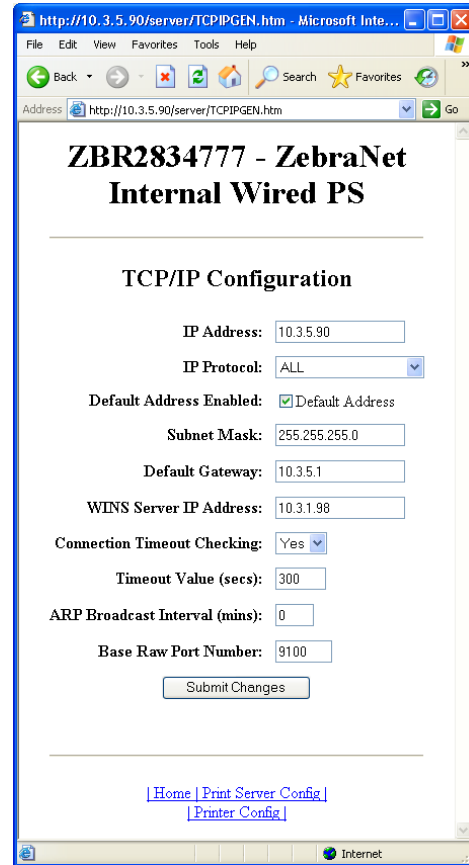 http://10.3.5.90/server/TCPIPGEN.htm - Microsoft Inte...
File Edit View Favorites Tools Help
Back Search Favorites »
Address http://10.3.5.90/server/TCPIPGEN.htm Go
ZBR2834777 - ZebraNet
Internal Wired PS
TCP/IP Configuration
IP Address: 10.3.5.90
IP Protocol: ALL
Default Address Enabled: Default Address
Subnet Mask: 255.255.255.0
Default Gateway: 10.3.5.1
WINS Server IP Address: 10.3.1.98
Connection Timeout Checking: Yes
Timeout Value (secs): 300
ARP Broadcast Interval (mins): 0
Base Raw Port Number: 9100
Submit Changes
| Home | Print Server Config |
| Printer Config |
Internet